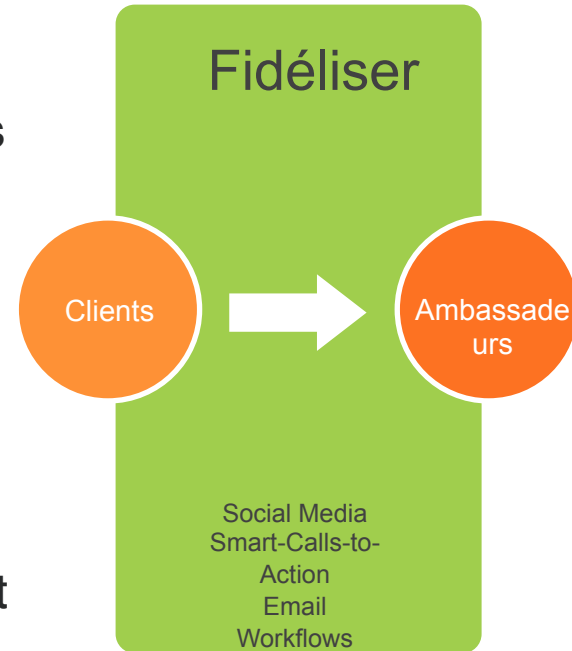 Fidéliser
s
Clients
Ambassade
urs
Social Media
Smart-Calls-to-
Action
Email
t
Workflows